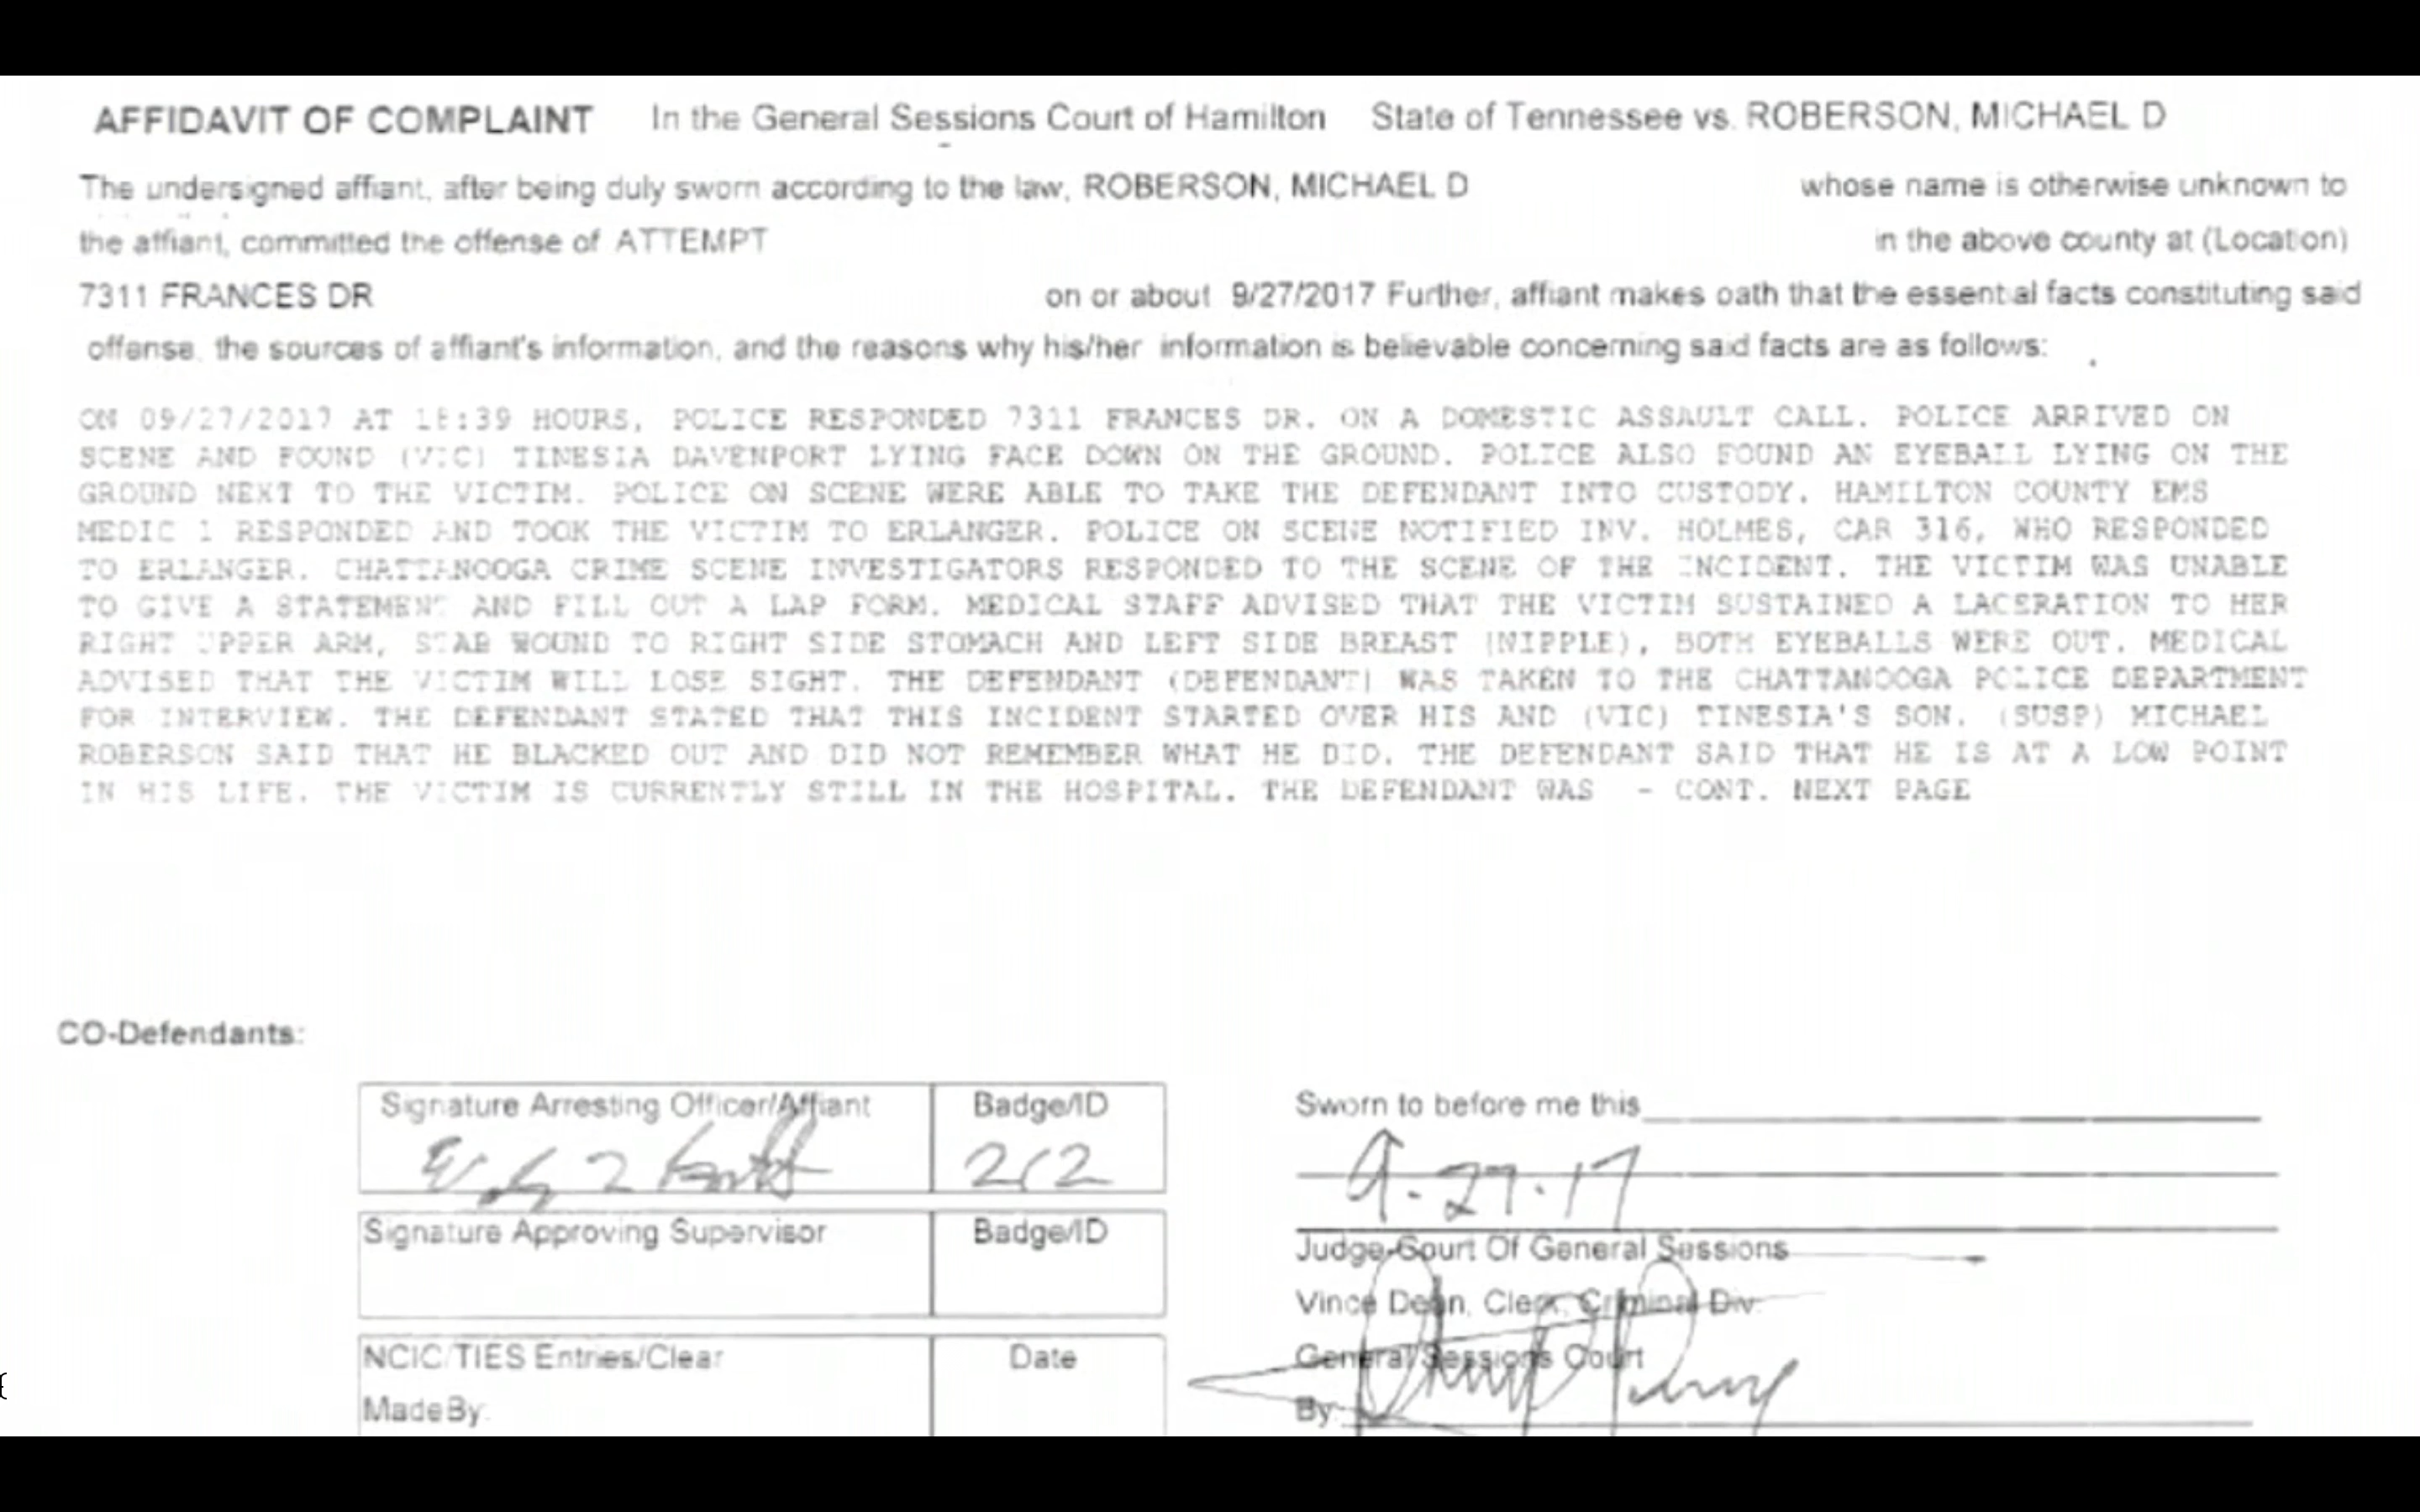 AFFIDAVIT OF COMPLAINT In the General Sessions Court of Hamilton State of Tennessee vs. ROBERSON, MICHAEL D
The undersigned affiant, after being duly sworn according to the law, ROBERSON, MICHAEL D whose name is otherwise unknown to
the affiant, committed the offense of ATTEMPT in the above county at (Location)
7311 FRANCES DR on or about 9/27/2017 Further, affiant makes oath that the essential facts constituting said
offense, the sources of affiant's information, and the reasons why his/her information is believable concerning said facts are as follows:
ON 09/27/2017 AT HOURS, POLICE RESPONDED 7311 FRANCES DR. ON A DOMESTIC ASSAULT CALL. POLICE ARRIVED ON
SCENE AND FOUND (VIC) TINESIA DAVENPORT LYING FACE DOWN ON THE GROUND. POLICE ALSO FOUND AN EYEBALL LYING ON THE
GROUND NEXT TO THE VICTIM. POLICE ON SCENE WERE ABLE TO TAKE THE DEFENDANT INTO CUSTODY. HAMILTON COUNTY EMS
MEDIC 1 RESPONDED AND TOOK THE VICTIM TO ERLANGER. POLICE ON SCENE NOTIFIED INV. HOLMES, CAR 316, WHO RESPONDED
TO ERLANGER. CHATTANOOGA CRIME SCENE INVESTIGATORS RESPONDED TO THE SCENE OF THE INCIDENT. THE VICTIM WAS UNABLE
TO GIVE A STATEMENT AND FILL OUT A LAP FORM. MEDICAL STAFF ADVISED THAT THE VICTIM SUSTAINED A LACERATION TO HER
RIGHT UPPER ARM, STAB WOUND TO RIGHT SIDE STOMACH AND LEFT SIDE BREAST (NIPPLE), BOTH EYEBALLS WERE OUT. MEDICAL
ADVISED THAT THE VICTIM WILL LOSE SIGHT. THE DEFENDANT (DEFENDANT) WAS TAKEN TO THE CHATTANOOGA POLICE DEPARTMENT
FOR INTERVIEW. THE DEFENDANT STATED THAT THIS INCIDENT STARTED OVER HIS AND (VIC) TINESIA'S SON. (SUSP) MICHAEL
ROBERSON SAID THAT HE BLACKED OUT AND DID NOT REMEMBER WHAT HE DID. THE DEFENDANT SAID THAT HE IS AT A LOW POINT
IN HIS LIFE. THE VICTIM IS CURRENTLY STILL IN THE HOSPITAL. THE DEFENDANT WAS - CONT. NEXT PAGE
CO-Defendants:
Signature Arresting Officer/Affiant Badge/ID
Signature Approving Supervisor Badge/ID
NCIC/TIES Entries/Clear Date
Made By:
Sworn to before me this
9-27-17
Judge Court Of General Sessions
Vince Dean, Clerk, Criminal Div.
General Sessions Court
By: